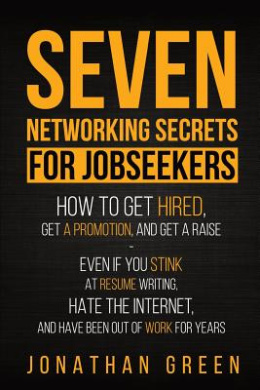 SEVEN
NETWORKING SECRETS
FOR JOBSEEKERS
HOW TO GET HIRED,
GET A PROMOTION, AND GET A RAISE
-
EVEN IF YOU STINK
AT RESUME WRITING,
HATE THE INTERNET,
AND HAVE BEEN OUT OF WORK FOR YEARS
JONATHAN GREEN